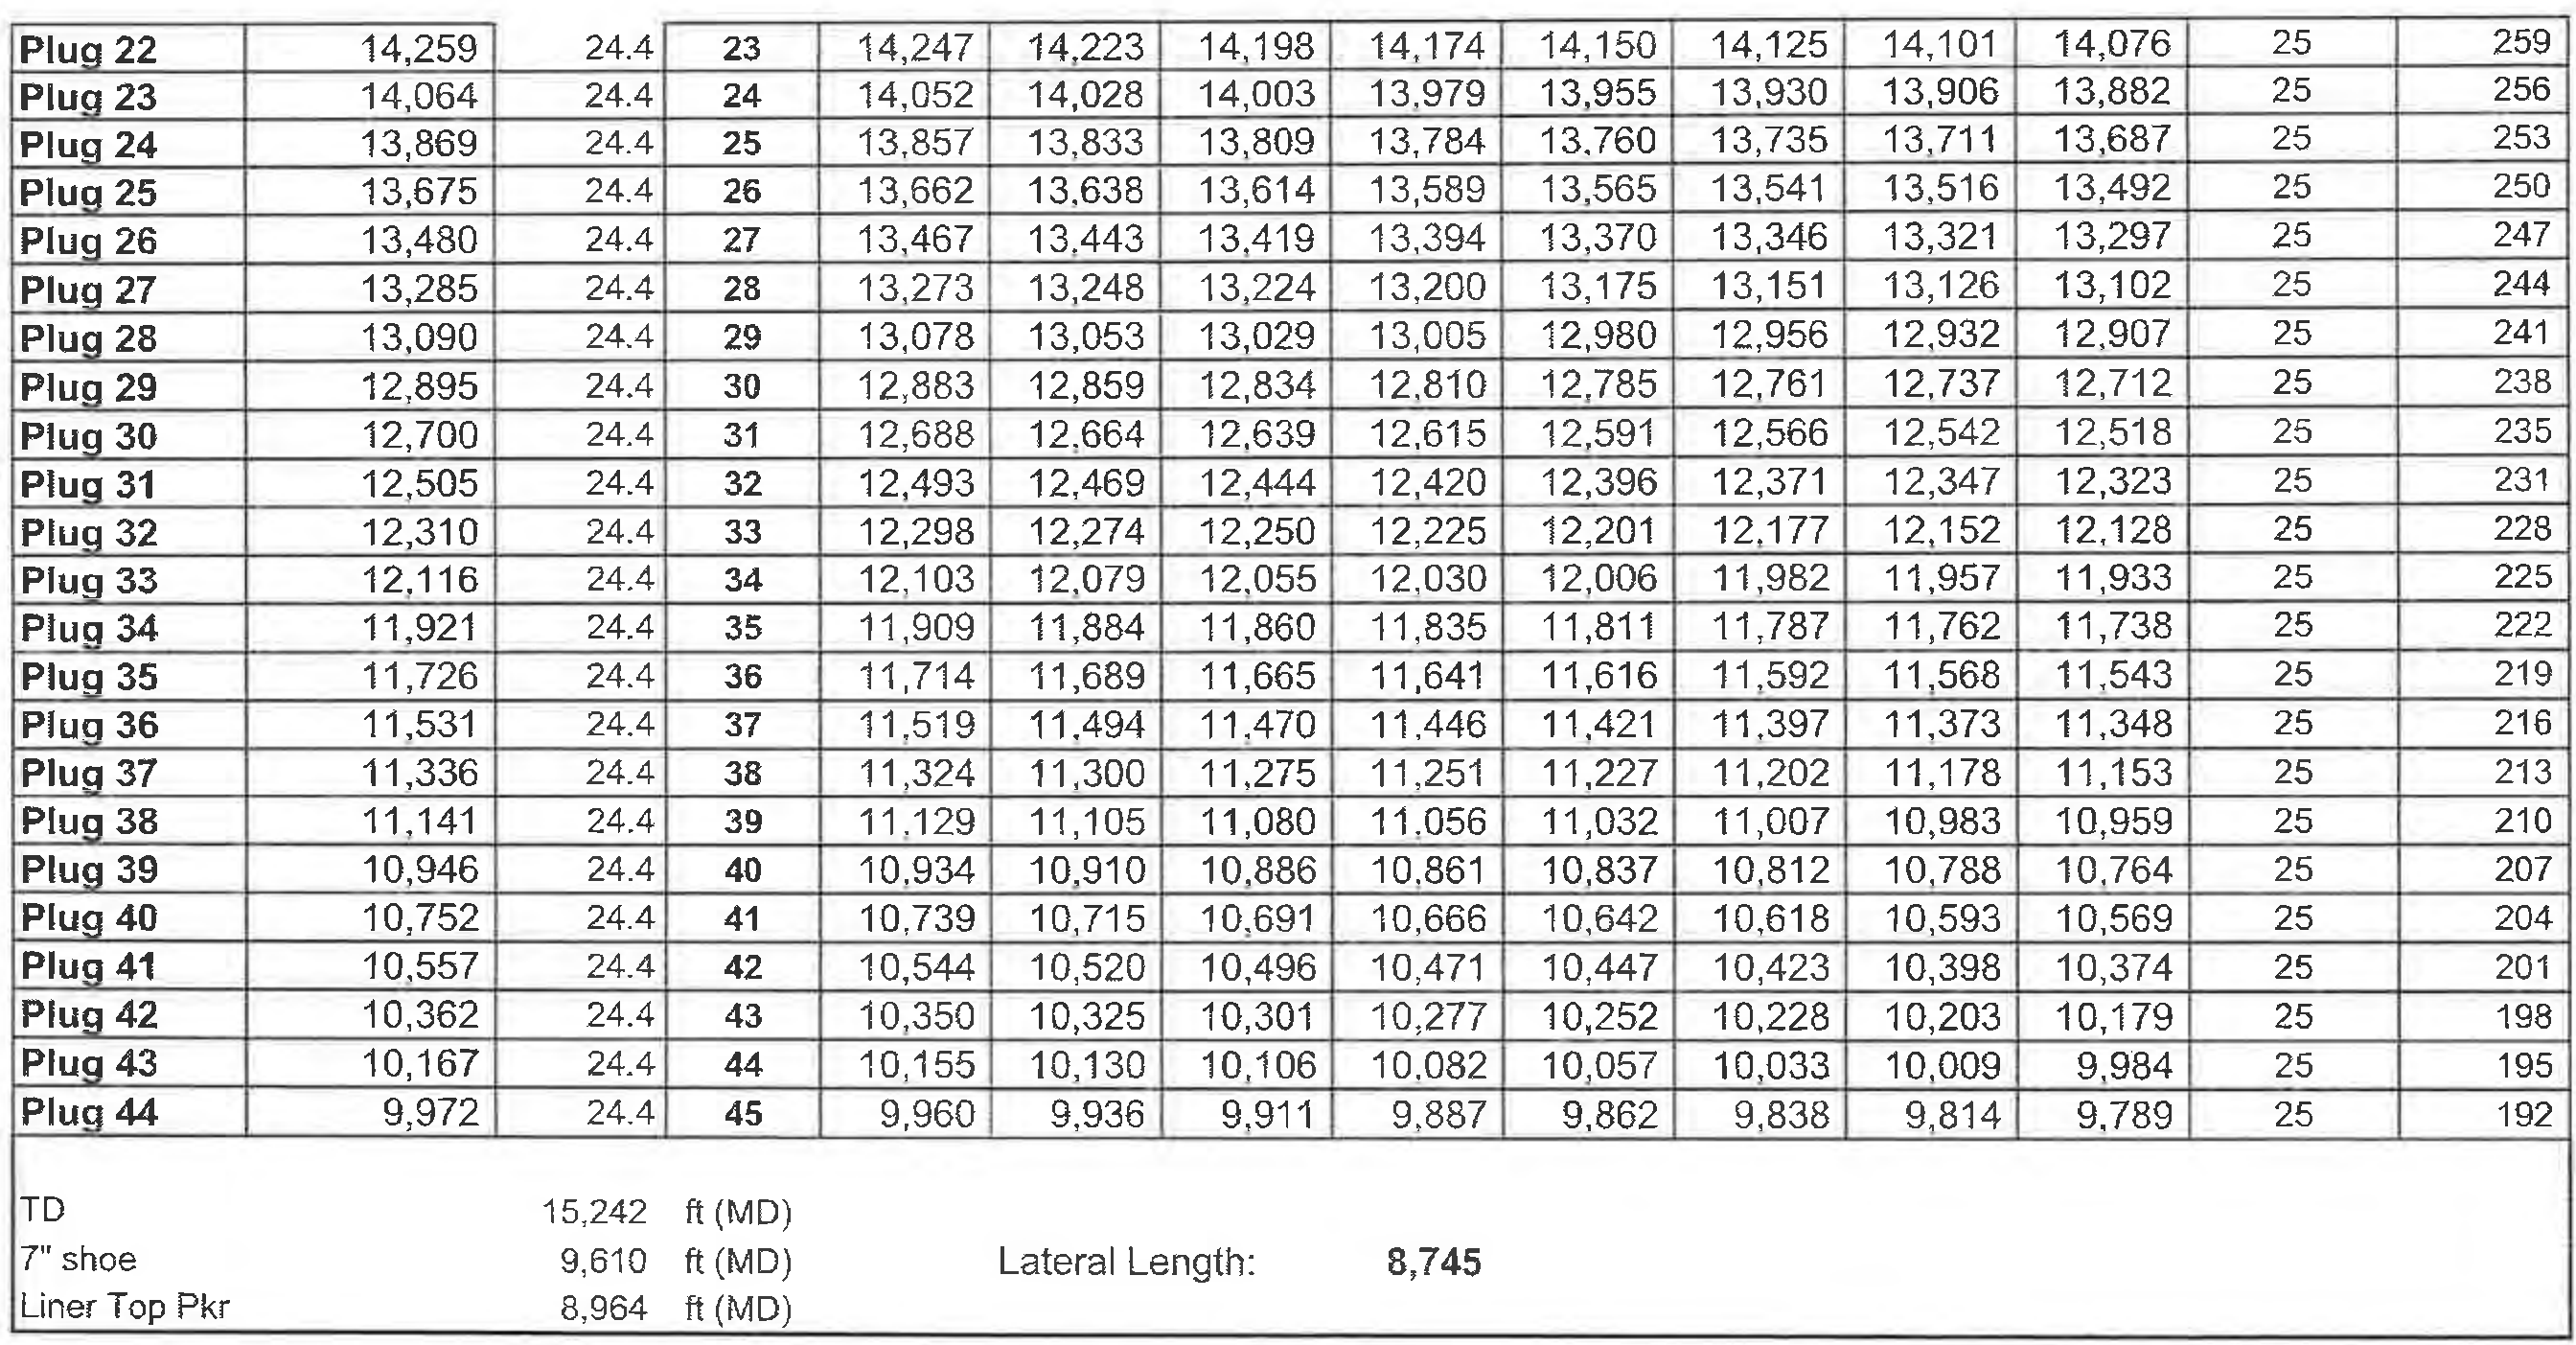 Plug 22 14,259 24.4 23 14,247 14,223 14,198 14,174 14,150 14,125 14,101 14,076 25 259
Plug 23 14,064 24.4 24 14,052 14,028 14,003 13,979 13,955 13,930 13,906 13,882 25 256
Plug 24 13,869 24.4 25 13,857 13,833 13,809 13,784 13,760 13,735 13,711 13,687 25 253
Plug 25 13,675 24.4 26 13,662 13,638 13,614 13,589 13,565 13,541 13,516 13,492 25 250
Plug 26 13,480 24.4 27 13,467 13,443 13,419 13,394 13,370 13,346 13,321 13,297 25 247
Plug 27 13,285 24.4 28 13,273 13,248 13,224 13,200 13,175 13,151 13,126 13,102 25 244
Plug 28 13,090 24.4 29 13,078 13,053 13,029 13,005 12,980 12,956 12,932 12,907 25 241
Plug 29 12,895 24.4 30 12,883 12,859 12,834 12,810 12,785 12,761 12,737 12,712 25 238
Plug 30 12,700 24.4 31 12,688 12,664 12,639 12,615 12,591 12,566 12,542 12,518 25 235
Plug 31 12,505 24.4 32 12,493 12,469 12,444 12,420 12,396 12,371 12,347 12,323 25 231
Plug 32 12,310 24.4 33 12,298 12,274 12,250 12,225 12,201 12,177 12,152 12,128 25 228
Plug 33 12,116 24.4 34 12,103 12,079 12,055 12,030 12,006 11,982 11,957 11,933 25 225
Plug 34 11,921 24.4 35 11,909 11,884 11,860 11,835 11,811 11,787 11,762 11,738 25 222
Plug 35 11,726 24.4 36 11,714 11,689 11,665 11,641 11,616 11,592 11,568 11,543 25 219
Plug 36 11,531 24.4 37 11,519 11,494 11,470 11,446 11,421 11,397 11,373 11,348 25 216
Plug 37 11,336 24.4 38 11,324 11,300 11,275 11,251 11,227 11,202 11,178 11,153 25 213
Plug 38 11,141 24.4 39 11,129 11,105 11,080 11,056 11,032 11,007 10,983 10,959 25 210
Plug 39 10,946 24.4 40 10,934 10,910 10,886 10,861 10,837 10,812 10,788 10,764 25 207
Plug 40 10,752 24.4 41 10,739 10,715 10,691 10,666 10,642 10,618 10,593 10,569 25 204
Plug 41 10,557 24.4 42 10,544 10,520 10,496 10,471 10,447 10,423 10,398 10,374 25 201
Plug 42 10,362 24.4 43 10,350 10,325 10,301 10,277 10,252 10,228 10,203 10,179 25 198
Plug 43 10,167 24.4 44 10,155 10,130 10,106 10,082 10,057 10,033 10,009 9,984 25 195
Plug 44 9,972 24.4 45 9,960 9,936 9,911 9,887 9,862 9,838 9,814 9,789 25 192
TD 15,242 ft (MD)
7" shoe 9,610 ft (MD) Lateral Length: 8,745
Liner Top Pkr 8,964 ft (MD)